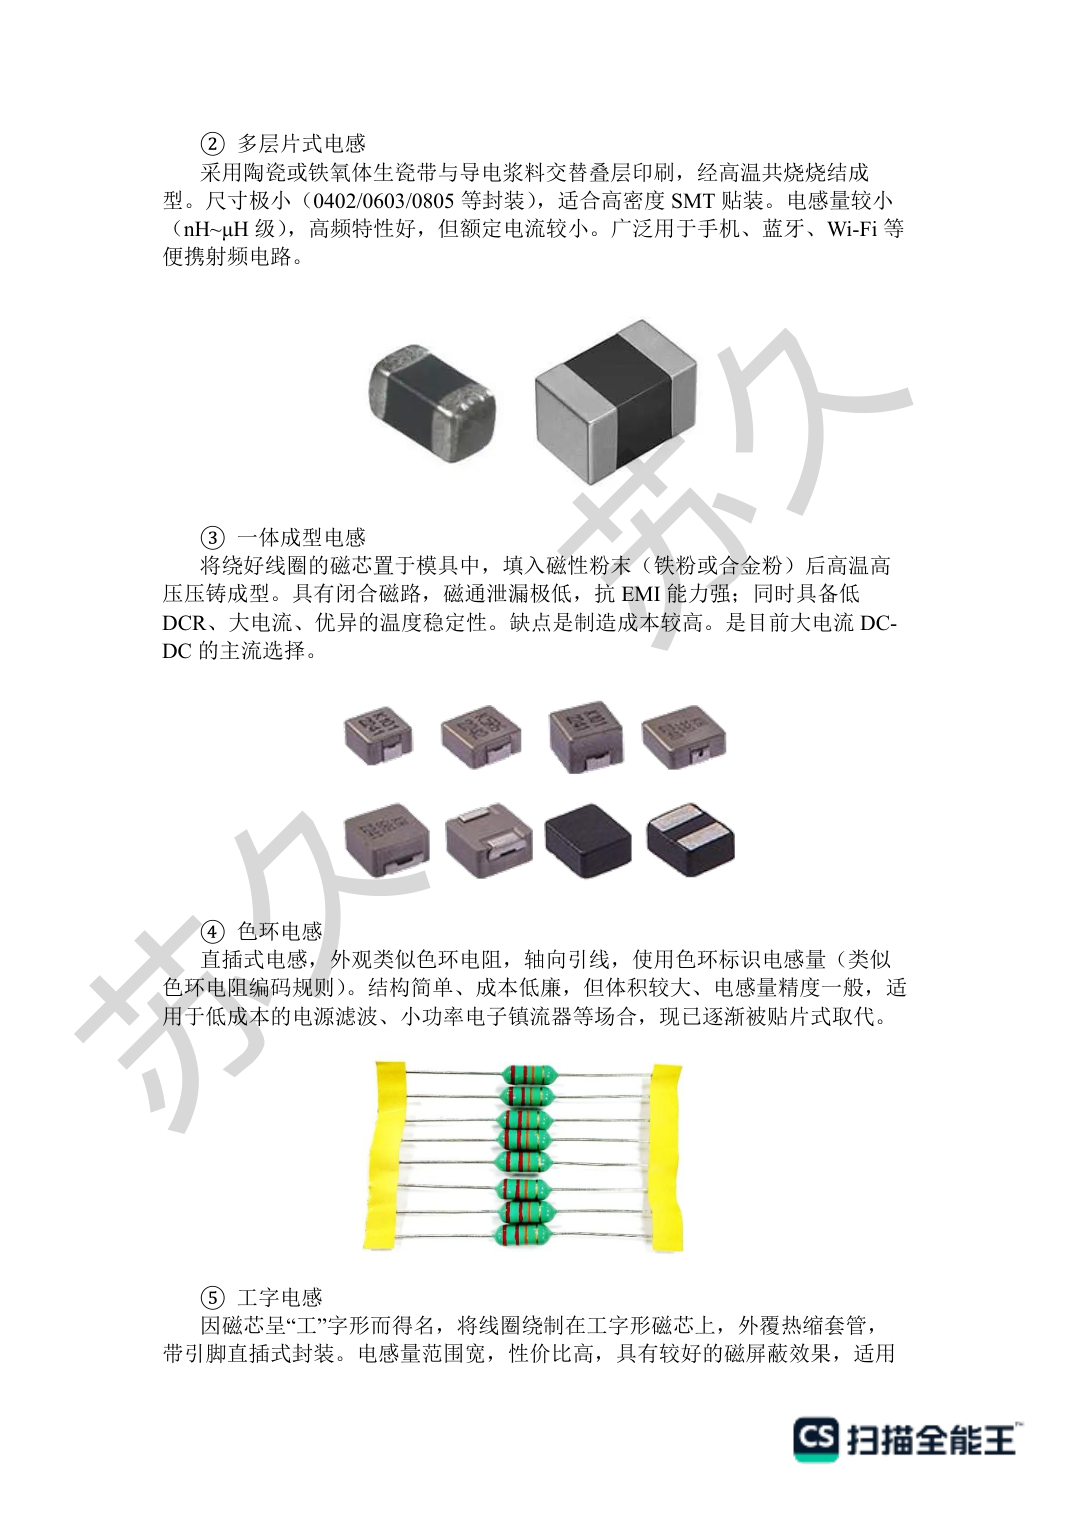 ② 多层片式电感
采用陶瓷或铁氧体生瓷带与导电浆料交替叠层印刷，经高温共烧烧结成
型。尺寸极小（0402/0603/0805 等封装），适合高密度 SMT 贴装。电感量较小
（nH~μH 级），高频特性好，但额定电流较小。广泛用于手机、蓝牙、Wi-Fi 等
便携射频电路。
苏久
③ 一体成型电感
将绕好线圈的磁芯置于模具中，填入磁性粉末（铁粉或合金粉）后高温高
压压铸成型。具有闭合磁路，磁通泄漏极低，抗 EMI 能力强；同时具备低
DCR、大电流、优异的温度稳定性。缺点是制造成本较高。是目前大电流 DC-
DC 的主流选择。
苏久
④ 色环电感
直插式电感，外观类似色环电阻，轴向引线，使用色环标识电感量（类似
色环电阻编码规则）。结构简单、成本低廉，但体积较大、电感量精度一般，适
用于低成本的电源滤波、小功率电子镇流器等场合，现已逐渐被贴片式取代。
⑤ 工字电感
因磁芯呈“工”字形而得名，将线圈绕制在工字形磁芯上，外覆热缩套管，
带引脚直插式封装。电感量范围宽，性价比高，具有较好的磁屏蔽效果，适用
CS 扫描全能王™